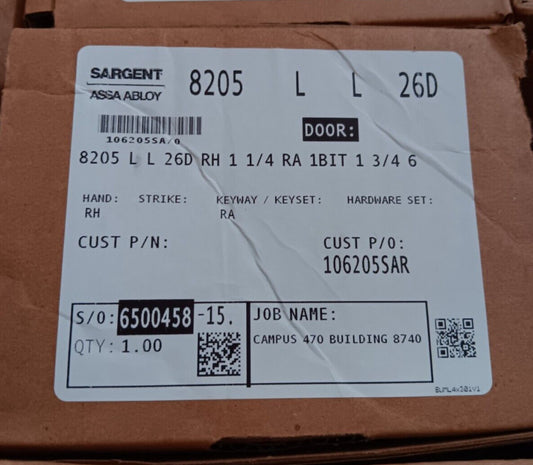 SARGENT
ASSA ABLOY
8205 L L 26D
106205SA/0
DOOR:
8205 L L 26D RH 1 1/4 RA 1BIT 1 3/4 6
HAND: STRIKE: KEYWAY / KEYSET: HARDWARE SET:
RH RA
CUST P/N: CUST P/O:
106205SAR
S/O: 6500458 -15.
QTY: 1.00
JOB NAME:
CAMPUS 470 BUILDING 8740